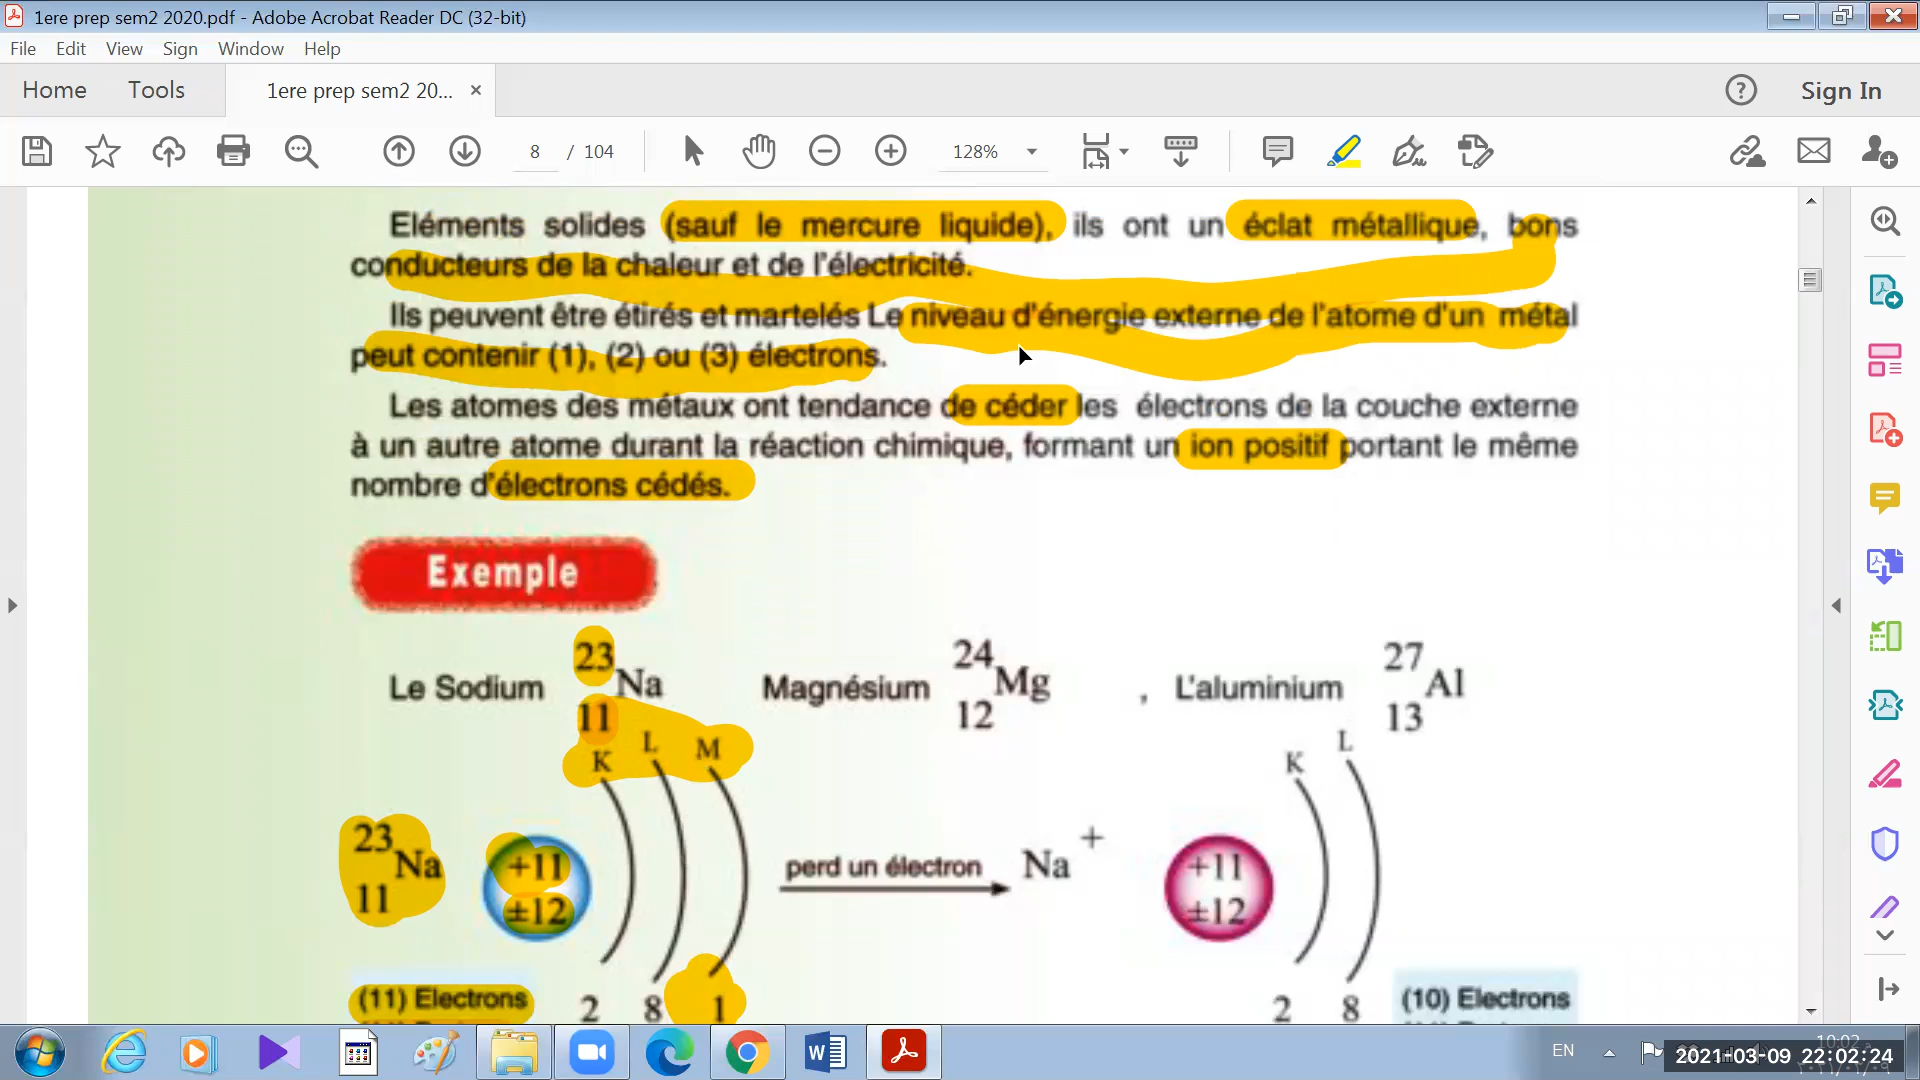 1ere prep sem2 2020.pdf - Adobe Acrobat Reader DC (32-bit)
File Edit View Sign Window Help
Home Tools 1ere prep sem2 20... × Sign In
8 / 104 128%
Eléments solides (sauf le mercure liquide), ils ont un éclat métallique, bons
conducteurs de la chaleur et de l'électricité.
Ils peuvent être étirés et martelés Le niveau d'énergie externe de l'atome d'un métal
peut contenir (1), (2) ou (3) électrons.
Les atomes des métaux ont tendance de céder les électrons de la couche externe
à un autre atome durant la réaction chimique, formant un ion positif portant le même
nombre d'électrons cédés.
Exemple
Le Sodium 23 Na 11 Magnésium 24 Mg 12 , L'aluminium 27 Al 13
K L M K L
23 Na 11 +11 ±12 perd un électron Na + +11 ±12
(11) Electrons 2 8 1 2 8 (10) Electrons
EN
2021-03-09 22:02:24